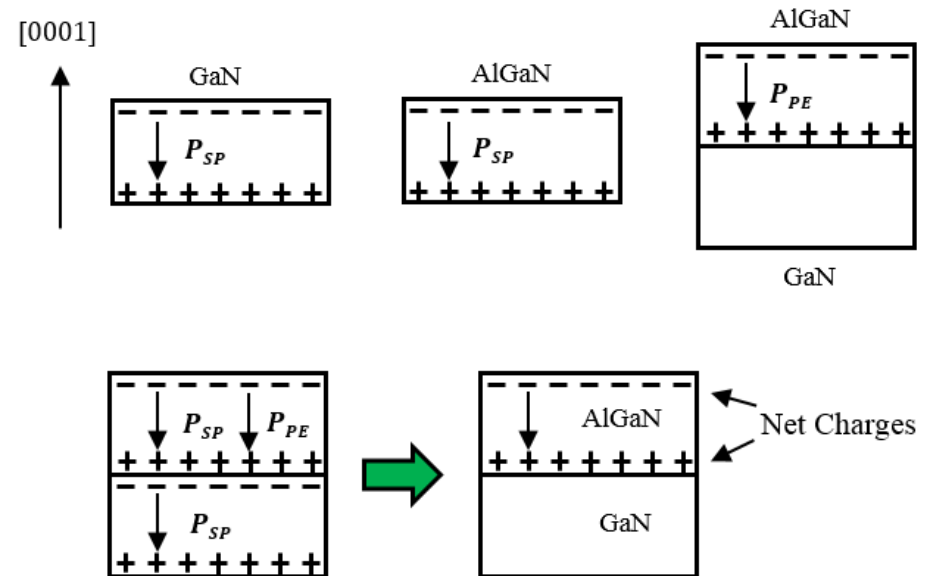 [0001]
GaN
P_SP
AlGaN
P_SP
AlGaN
P_PE
GaN
P_SP
P_PE
P_SP
AlGaN
GaN
Net Charges